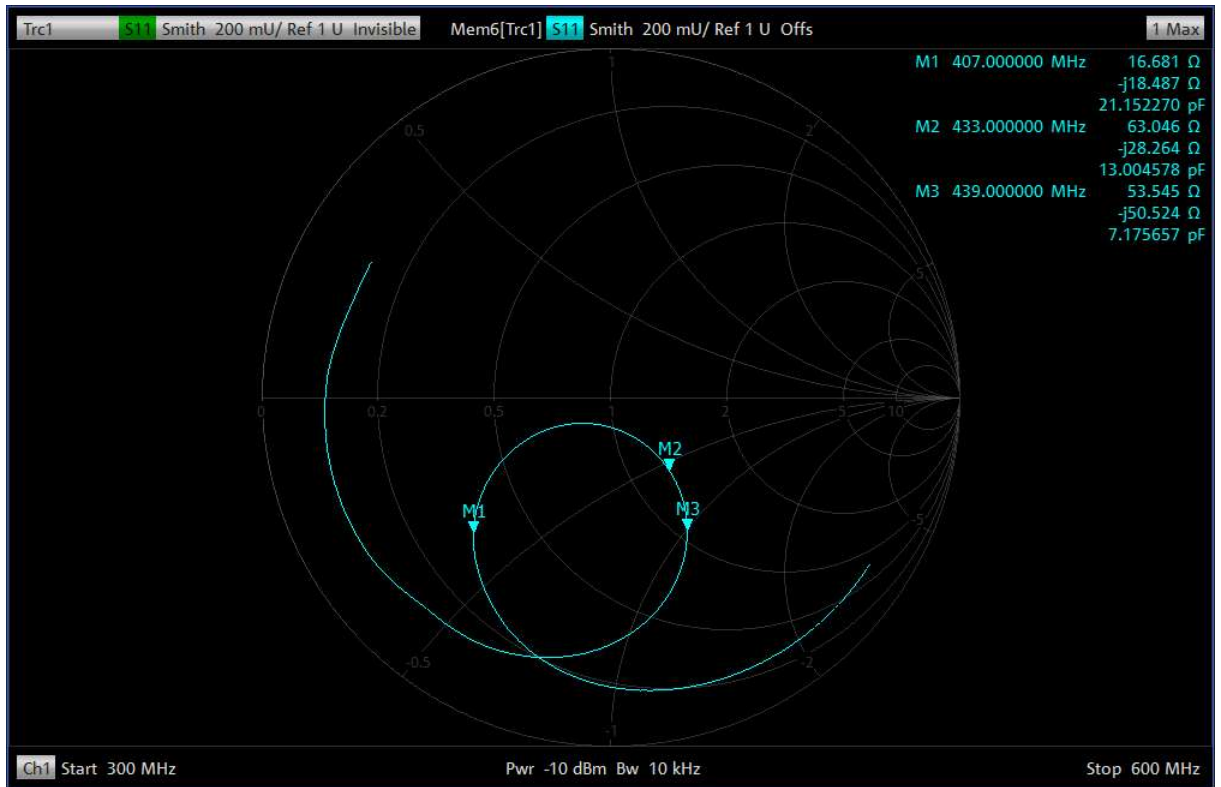 Trc1 S11 Smith 200 mU/ Ref 1 U Invisible Mem6[Trc1] S11 Smith 200 mU/ Ref 1 U Offs 1 Max
M1 407.000000 MHz 16.681 Ω
-j18.487 Ω
21.152270 pF
M2 433.000000 MHz 63.046 Ω
-j28.264 Ω
13.004578 pF
M3 439.000000 MHz 53.545 Ω
-j50.524 Ω
7.175657 pF
1
0.5 2
5
0 0.2 0.5 1 2 5 10
M2
M1 M3
-5
-0.5 -2
-1
Ch1 Start 300 MHz Pwr -10 dBm Bw 10 kHz Stop 600 MHz